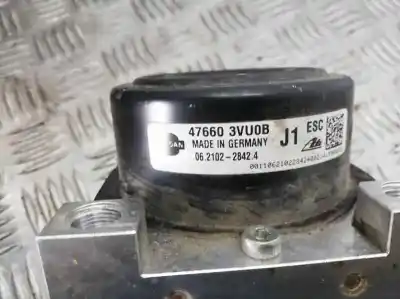 47660 3VU0B
MADE IN GERMANY
06.2102-2842.4
J1 ESC